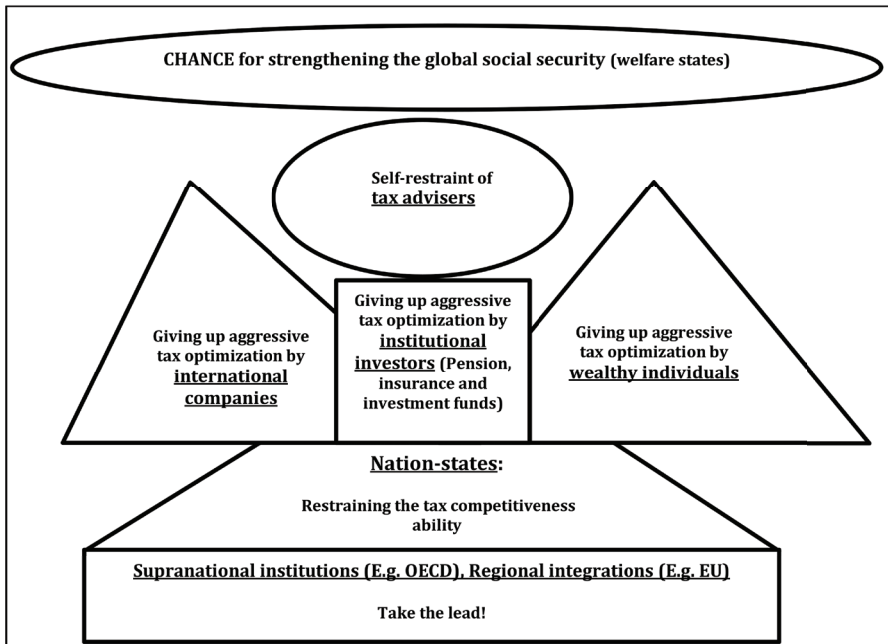 CHANCE for strengthening the global social security (welfare states)
Self-restraint of
tax advisers
Giving up aggressive
tax optimization by
international
companies
Giving up aggressive
tax optimization by
institutional
investors (Pension,
insurance and
investment funds)
Giving up aggressive
tax optimization by
wealthy individuals
Nation-states:
Restraining the tax competitiveness
ability
Supranational institutions (E.g. OECD), Regional integrations (E.g. EU)
Take the lead!